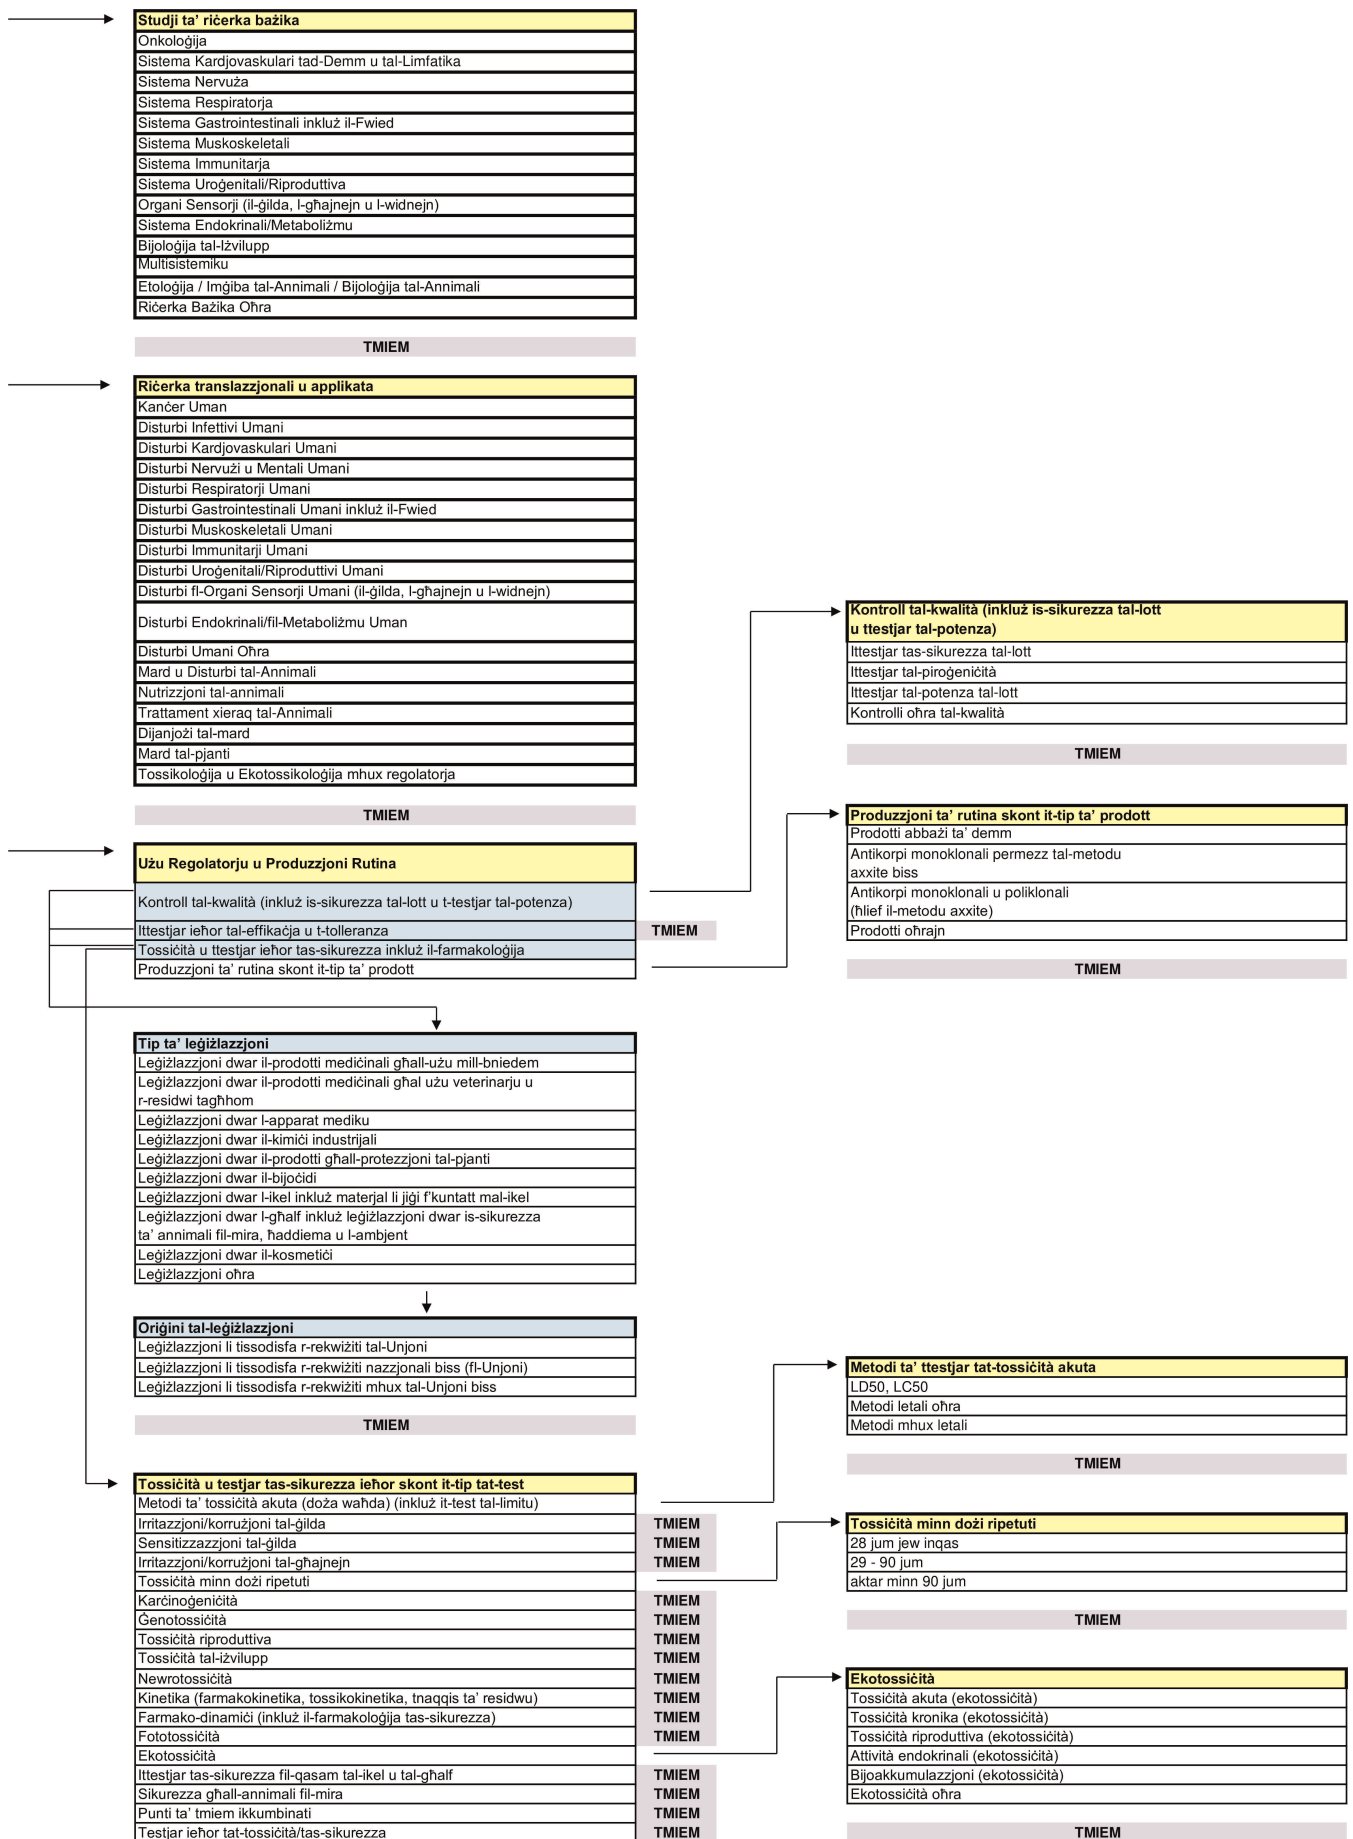 Studji ta’ riċerka bażika
Onkoloġija
Sistema Kardjovaskulari tad-Demm u tal-Limfatika
Sistema Nervuża
Sistema Respiratorja
Sistema Gastrointestinali inkluż il-Fwied
Sistema Muskoskeletali
Sistema Immunitarja
Sistema Uroġenitali/Riproduttiva
Organi Sensorji (il-ġilda, l-għajnejn u l-widnejn)
Sistema Endokrinali/Metaboliżmu
Bijoloġija tal-Iżvilupp
Multisistemiku
Etoloġija / Imġiba tal-Annimali / Bijoloġija tal-Annimali
Riċerka Bażika Oħra
TMIEM
Riċerka translazzjonali u applikata
Kanċer Uman
Disturbi Infettivi Umani
Disturbi Kardjovaskulari Umani
Disturbi Nervużi u Mentali Umani
Disturbi Respiratorji Umani
Disturbi Gastrointestinali Umani inkluż il-Fwied
Disturbi Muskoskeletali Umani
Disturbi Immunitarji Umani
Disturbi Uroġenitali/Riproduttivi Umani
Disturbi fl-Organi Sensorji Umani (il-ġilda, l-għajnejn u l-widnejn)
Disturbi Endokrinali/fil-Metaboliżmu Uman
Disturbi Umani Oħra
Mard u Disturbi tal-Annimali
Nutrizzjoni tal-annimali
Trattament xieraq tal-Annimali
Dijanjożi tal-mard
Mard tal-pjanti
Tossikoloġija u Ekotossikoloġija mhux regolatorja
TMIEM
Użu Regolatorju u Produzzjoni Rutina
Kontroll tal-kwalità (inkluż is-sikurezza tal-lott u t-testjar tal-potenza)
Ittestjar ieħor tal-effikaċja u t-tolleranza
TMIEM
Tossiċità u ttestjar ieħor tas-sikurezza inkluż il-farmakoloġija
Produzzjoni ta’ rutina skont it-tip ta’ prodott
Kontroll tal-kwalità (inkluż is-sikurezza tal-lott
u ttestjar tal-potenza)
Ittestjar tas-sikurezza tal-lott
Ittestjar tal-piroġeniċità
Ittestjar tal-potenza tal-lott
Kontrolli oħra tal-kwalità
TMIEM
Produzzjoni ta’ rutina skont it-tip ta’ prodott
Prodotti abbażi ta’ demm
Antikorpi monoklonali permezz tal-metodu
axxite biss
Antikorpi monoklonali u poliklonali
(ħlief il-metodu axxite)
Prodotti oħrajn
TMIEM
Tip ta’ leġiżlazzjoni
Leġiżlazzjoni dwar il-prodotti mediċinali għall-użu mill-bniedem
Leġiżlazzjoni dwar il-prodotti mediċinali għal użu veterinarju u
r-residwi tagħhom
Leġiżlazzjoni dwar l-apparat mediku
Leġiżlazzjoni dwar il-kimiċi industrijali
Leġiżlazzjoni dwar il-prodotti għall-protezzjoni tal-pjanti
Leġiżlazzjoni dwar il-bijoċidi
Leġiżlazzjoni dwar l-ikel inkluż materjal li jiġi f’kuntatt mal-ikel
Leġiżlazzjoni dwar l-għalf inkluż leġiżlazzjoni dwar is-sikurezza
ta’ annimali fil-mira, ħaddiema u l-ambjent
Leġiżlazzjoni dwar il-kosmetiċi
Leġiżlazzjoni oħra
Oriġini tal-leġiżlazzjoni
Leġiżlazzjoni li tissodisfa r-rekwiżiti tal-Unjoni
Leġiżlazzjoni li tissodisfa r-rekwiżiti nazzjonali biss (fl-Unjoni)
Leġiżlazzjoni li tissodisfa r-rekwiżiti mhux tal-Unjoni biss
TMIEM
Tossiċità u testjar tas-sikurezza ieħor skont it-tip tat-test
Metodi ta’ tossiċità akuta (doża waħda) (inkluż it-test tal-limitu)
Irritazzjoni/korrużjoni tal-ġilda
TMIEM
Sensitizzazzjoni tal-ġilda
TMIEM
Irritazzjoni/korrużjoni tal-għajnejn
TMIEM
Tossiċità minn dożi ripetuti
Karċinoġeniċità
TMIEM
Ġenotossiċità
TMIEM
Tossiċità riproduttiva
TMIEM
Tossiċità tal-iżvilupp
TMIEM
Newrotossiċità
TMIEM
Kinetika (farmakokinetika, tossikokinetika, tnaqqis ta’ residwu)
TMIEM
Farmako-dinamiċi (inkluż il-farmakoloġija tas-sikurezza)
TMIEM
Fototossiċità
TMIEM
Ekotossiċità
Ittestjar tas-sikurezza fil-qasam tal-ikel u tal-għalf
TMIEM
Sikurezza għall-annimali fil-mira
TMIEM
Punti ta’ tmiem ikkumbinati
TMIEM
Testjar ieħor tat-tossiċità/tas-sikurezza
TMIEM
Metodi ta’ ttestjar tat-tossiċità akuta
LD50, LC50
Metodi letali oħra
Metodi mhux letali
TMIEM
Tossiċità minn dożi ripetuti
28 jum jew inqas
29 - 90 jum
aktar minn 90 jum
TMIEM
Ekotossiċità
Tossiċità akuta (ekotossiċità)
Tossiċità kronika (ekotossiċità)
Tossiċità riproduttiva (ekotossiċità)
Attività endokrinali (ekotossiċità)
Bijoakkumulazzjoni (ekotossiċità)
Ekotossiċità oħra
TMIEM